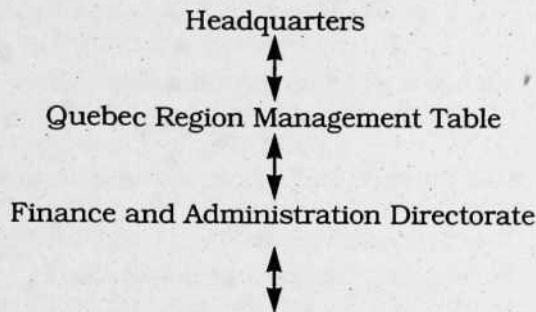 Headquarters
Quebec Region Management Table
Finance and Administration Directorate